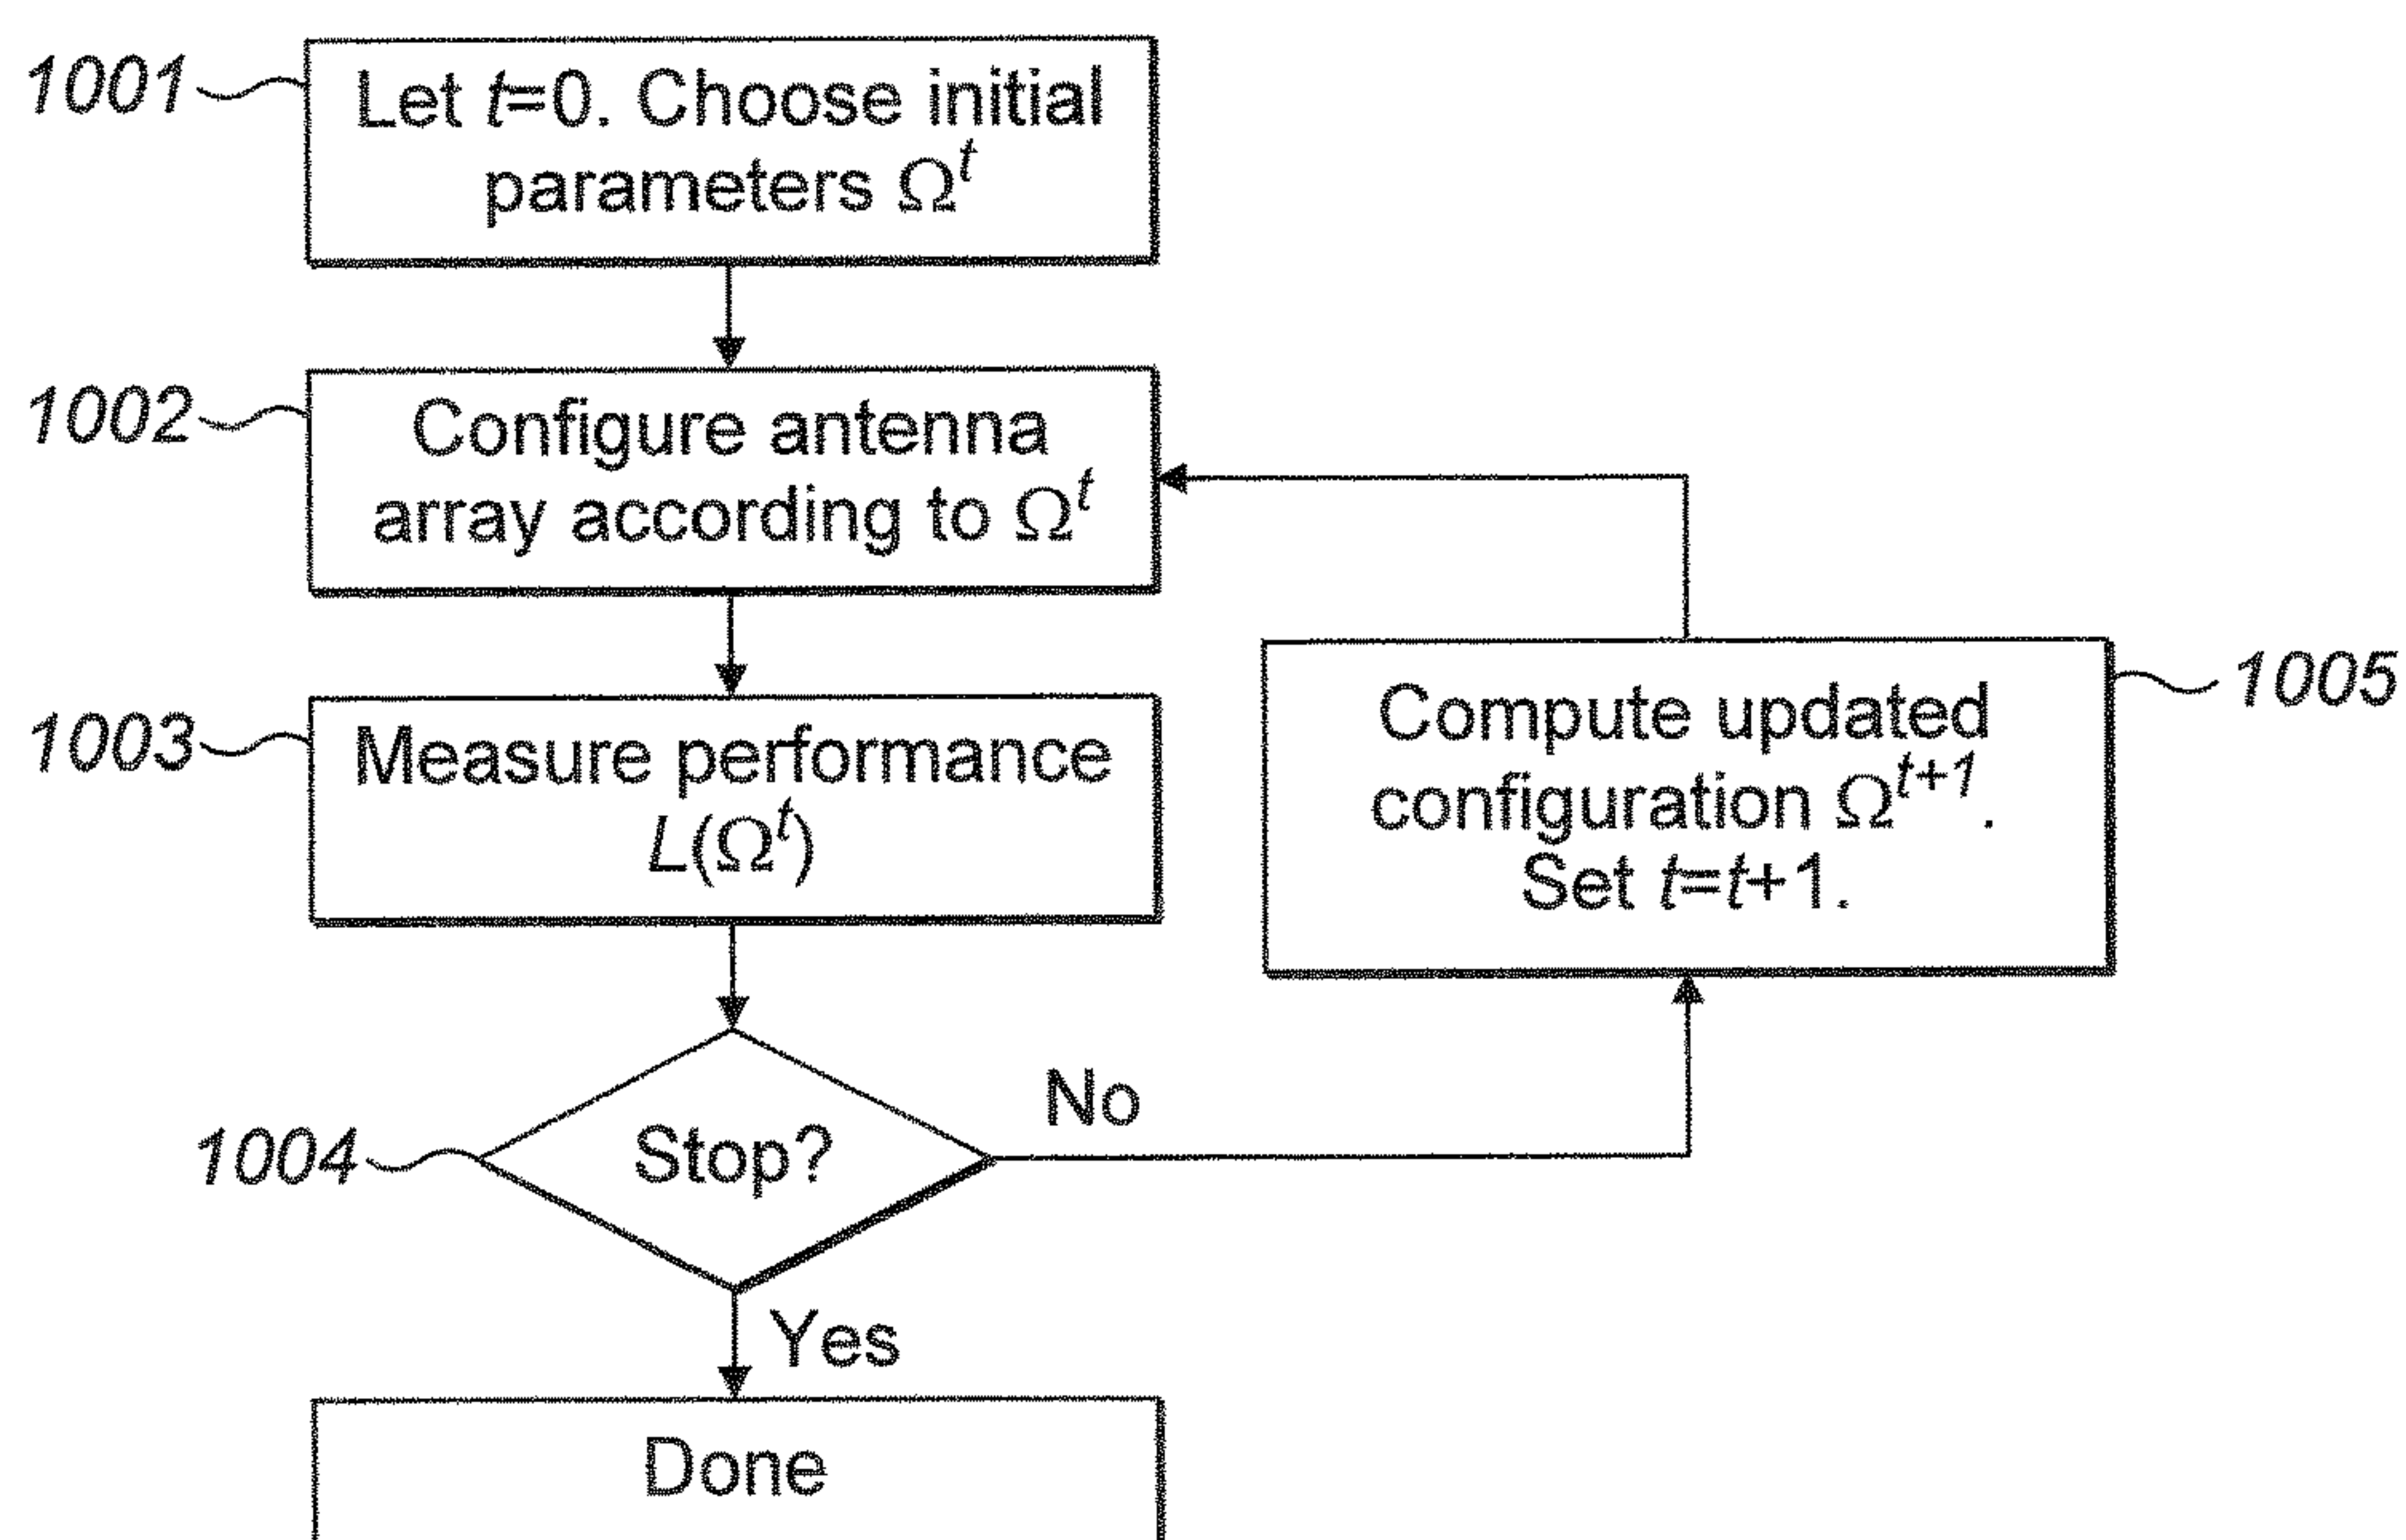 1001
Let t=0. Choose initial
parameters Ω^t
1002
Configure antenna
array according to Ω^t
1003
Measure performance
L(Ω^t)
1005
Compute updated
configuration Ω^{t+1}.
Set t=t+1.
1004
Stop?
No
Yes
Done